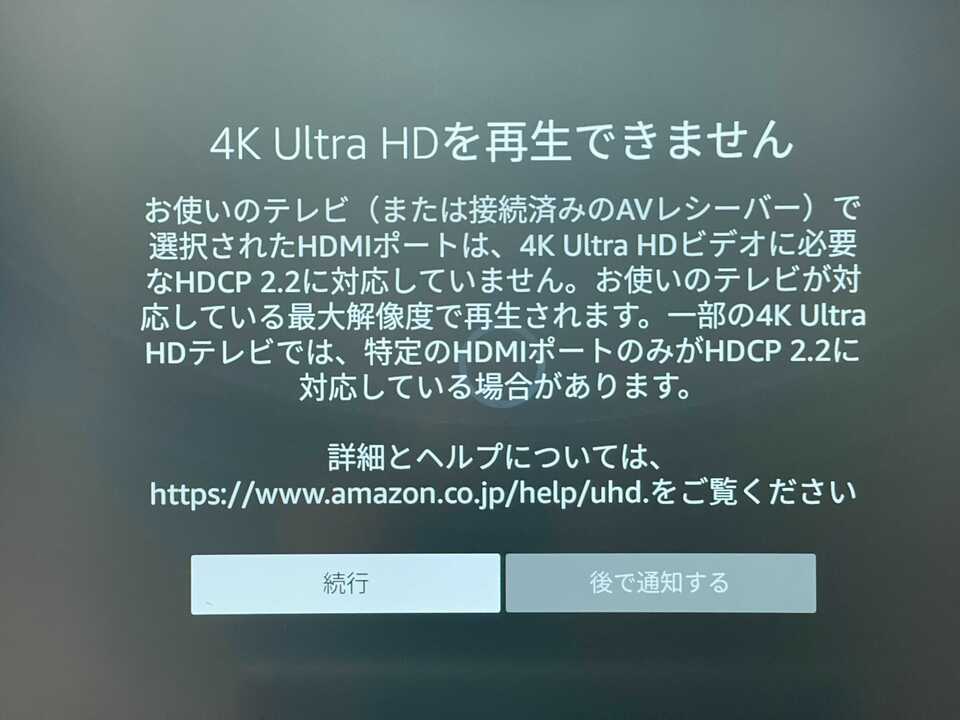 4K Ultra HDを再生できません
お使いのテレビ（または接続済みのAVレシーバー）で
選択されたHDMIポートは、4K Ultra HDビデオに必要
なHDCP 2.2に対応していません。お使いのテレビが対
応している最大解像度で再生されます。一部の4K Ultra
HDテレビでは、特定のHDMIポートのみがHDCP 2.2に
対応している場合があります。
詳細とヘルプについては、
https://www.amazon.co.jp/help/uhd.をご覧ください
続行
後で通知する